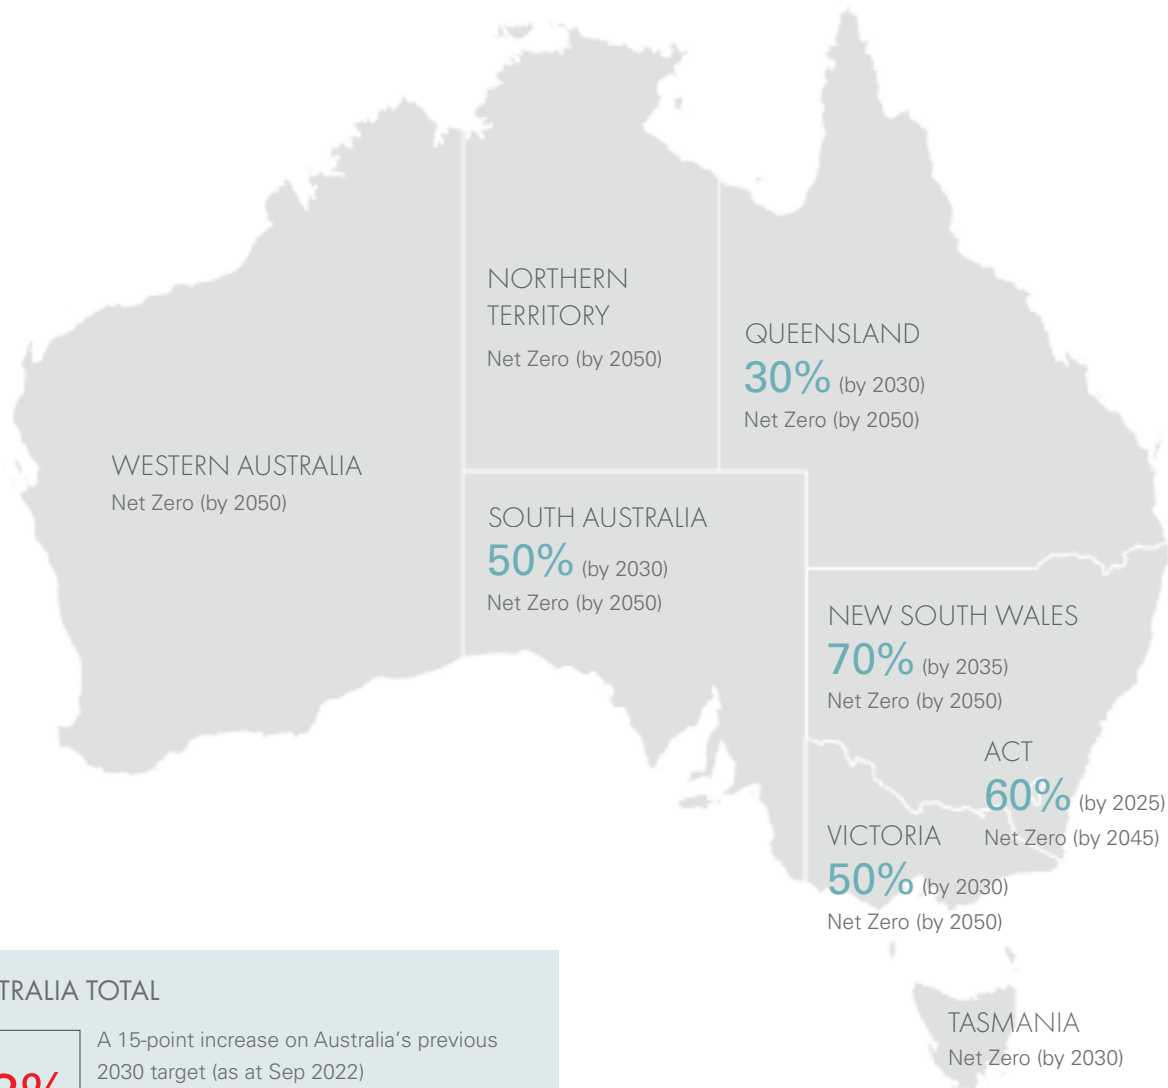 NORTHERN
TERRITORY
Net Zero (by 2050)
QUEENSLAND
30% (by 2030)
Net Zero (by 2050)
WESTERN AUSTRALIA
Net Zero (by 2050)
SOUTH AUSTRALIA
50% (by 2030)
Net Zero (by 2050)
NEW SOUTH WALES
70% (by 2035)
Net Zero (by 2050)
ACT
60% (by 2025)
Net Zero (by 2045)
VICTORIA
50% (by 2030)
Net Zero (by 2050)
TASMANIA
Net Zero (by 2030)
TRALIA TOTAL
A 15-point increase on Australia's previous
2030 target (as at Sep 2022)